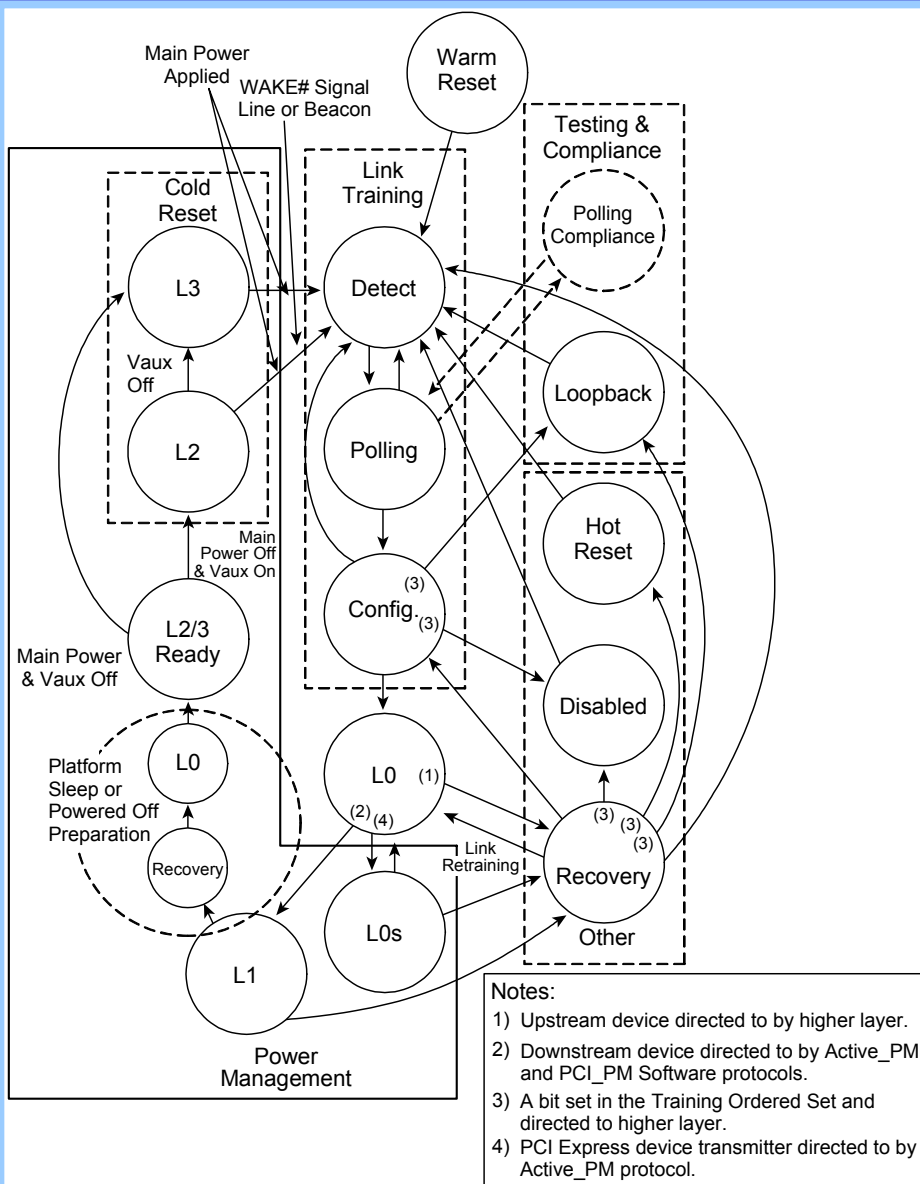 Main Power
Applied
WAKE# Signal
Line or Beacon
Warm
Reset
Testing &
Compliance
Polling
Compliance
Loopback
Link
Training
Detect
Polling
Config.
(3)
(3)
Cold
Reset
L3
Vaux
Off
L2
Main
Power Off
& Vaux On
L2/3
Ready
Main Power
& Vaux Off
Platform
Sleep or
Powered Off
Preparation
L0
Recovery
L1
L0
(1)
(2)
(4)
L0s
Link
Retraining
Hot
Reset
Disabled
(3)
(3)
(3)
Recovery
Other
Power
Management
Notes:
1) Upstream device directed to by higher layer.
2) Downstream device directed to by Active_PM
and PCI_PM Software protocols.
3) A bit set in the Training Ordered Set and
directed to higher layer.
4) PCI Express device transmitter directed to by
Active_PM protocol.